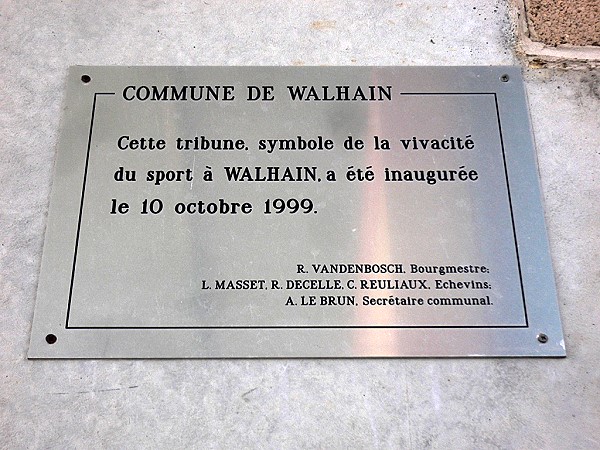 COMMUNE DE WALHAIN
Cette tribune, symbole de la vivacité
du sport à WALHAIN, a été inaugurée
le 10 octobre 1999.
R. VANDENBOSCH, Bourgmestre;
L. MASSET, R. DECELLE, C. REULIAUX, Echevins;
A. LE BRUN, Secrétaire communal.